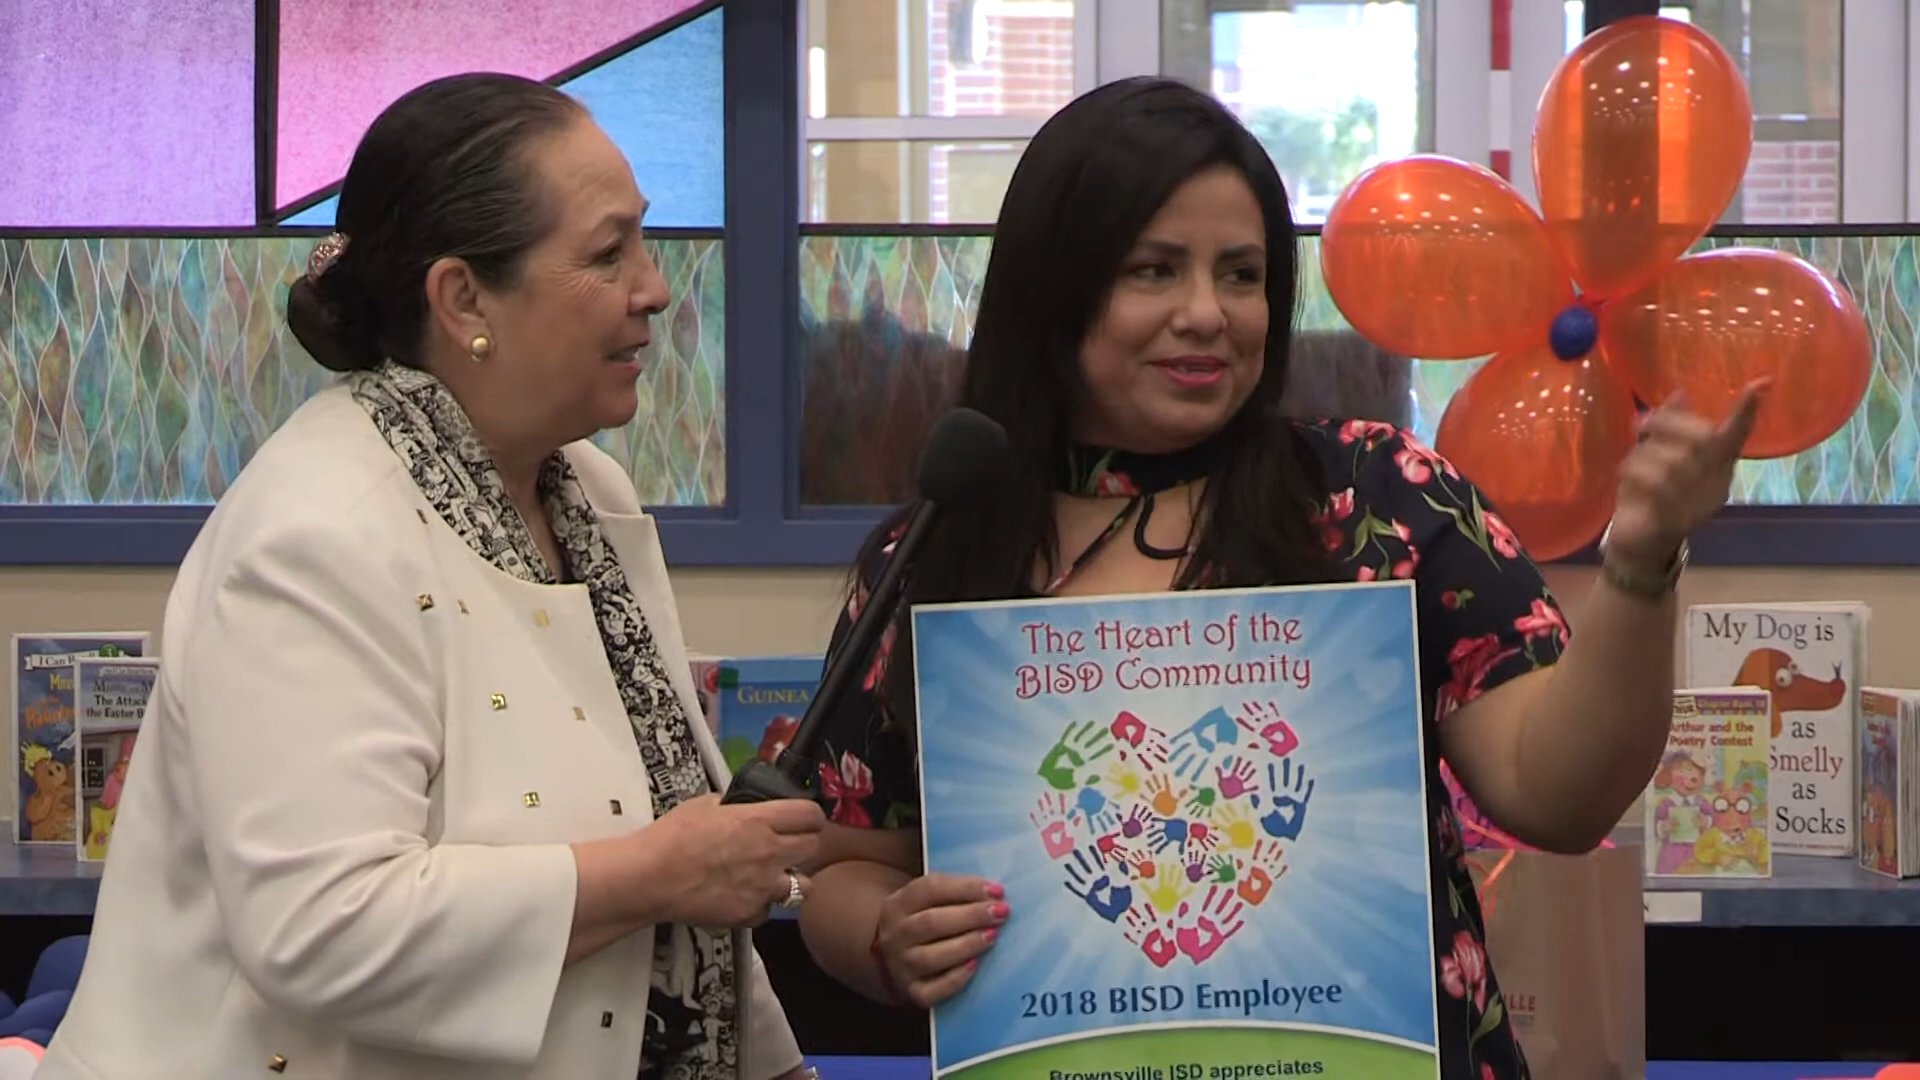 The Heart of the
BISD Community
2018 BISD Employee
Brownsville ISD appreciates
I Can
The Attack
the Easter
GUINEA
My Dog is
as
Smelly
as
Socks
Arthur and the
Poetry Contest